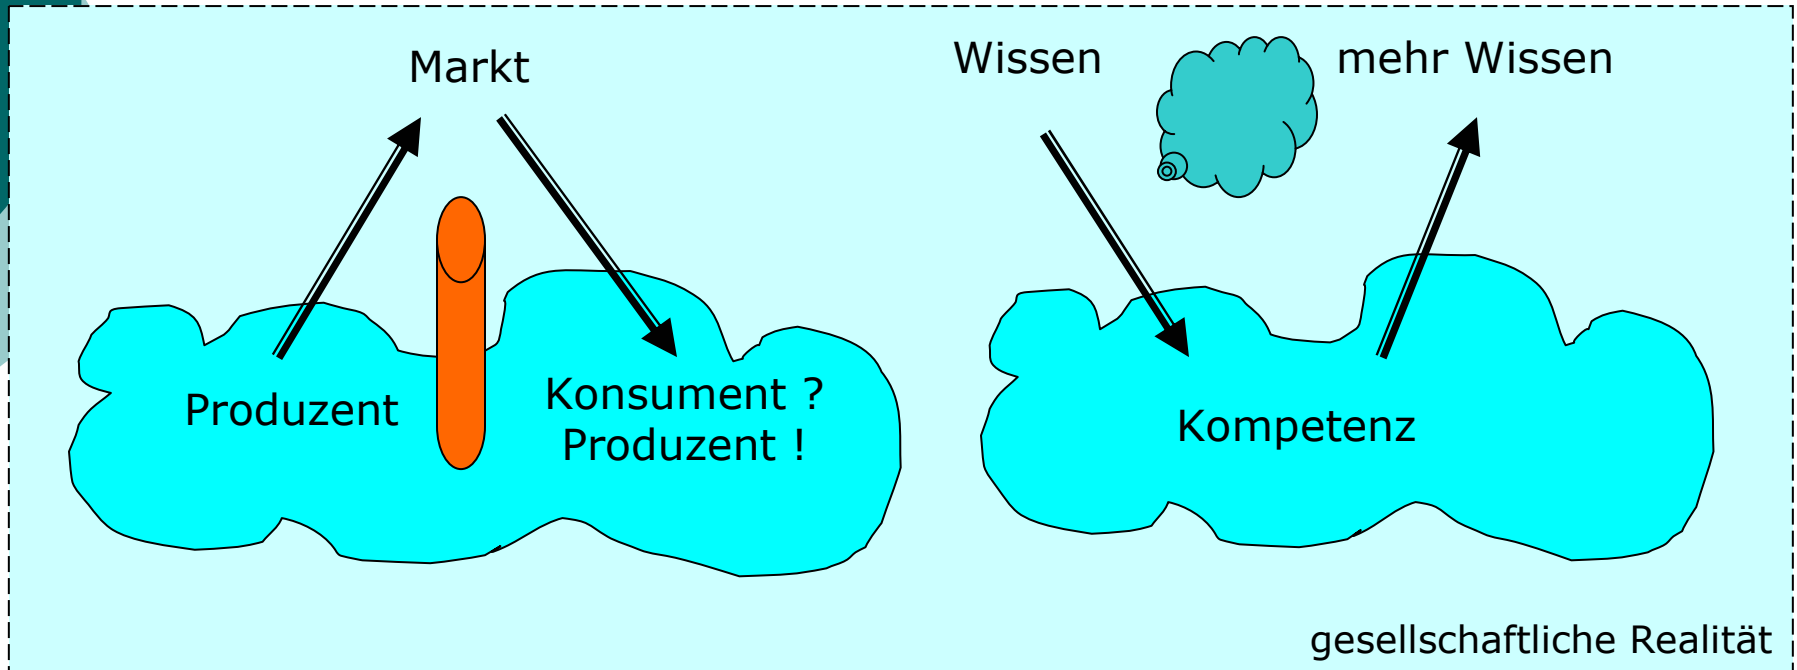 Markt
Produzent
Konsument ?
Produzent !
Wissen
mehr Wissen
Kompetenz
gesellschaftliche Realität